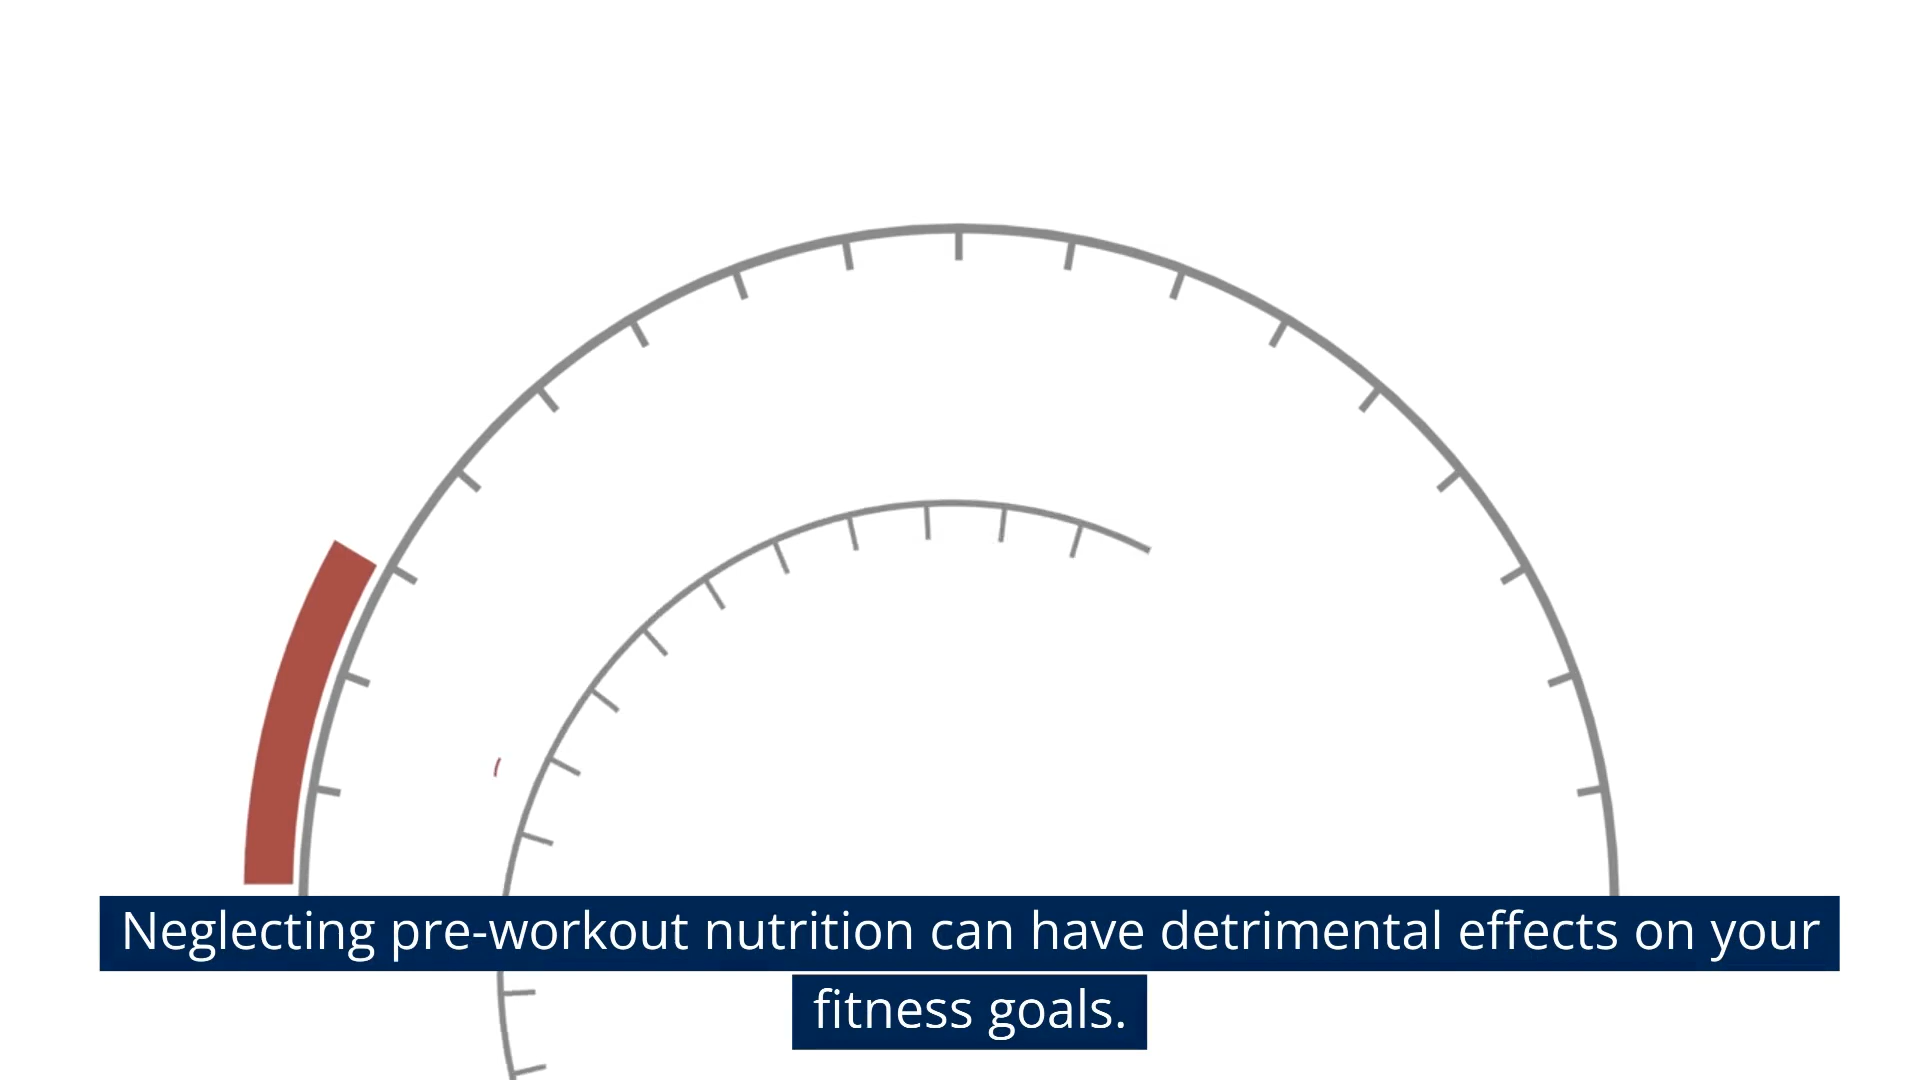 Neglecting pre-workout nutrition can have detrimental effects on your
fitness goals.